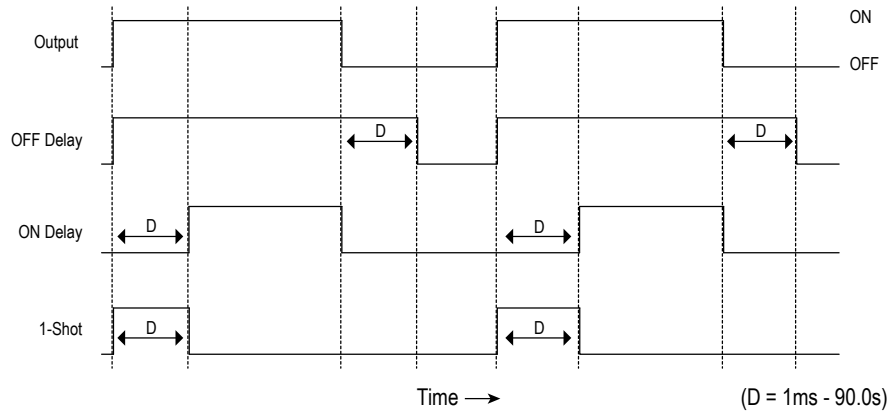 Output
ON
OFF
OFF Delay
D
D
ON Delay
D
D
1-Shot
D
D
Time
(D = 1ms - 90.0s)